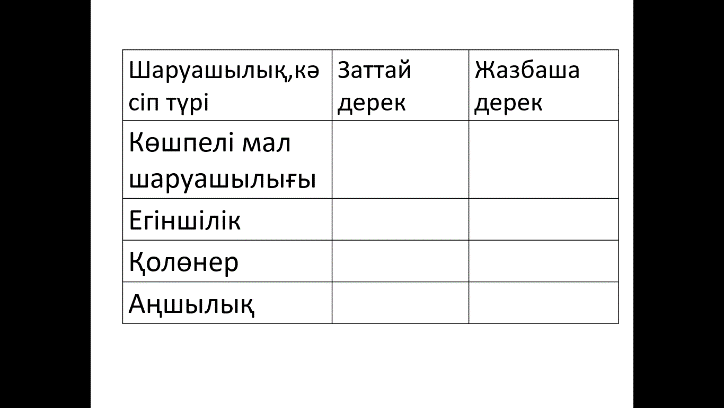 Шаруашылық,кә
сіп түрі
Заттай
дерек
Жазбаша
дерек
Көшпелі мал
шаруашылығы
Егіншілік
Қолөнер
Аңшылық